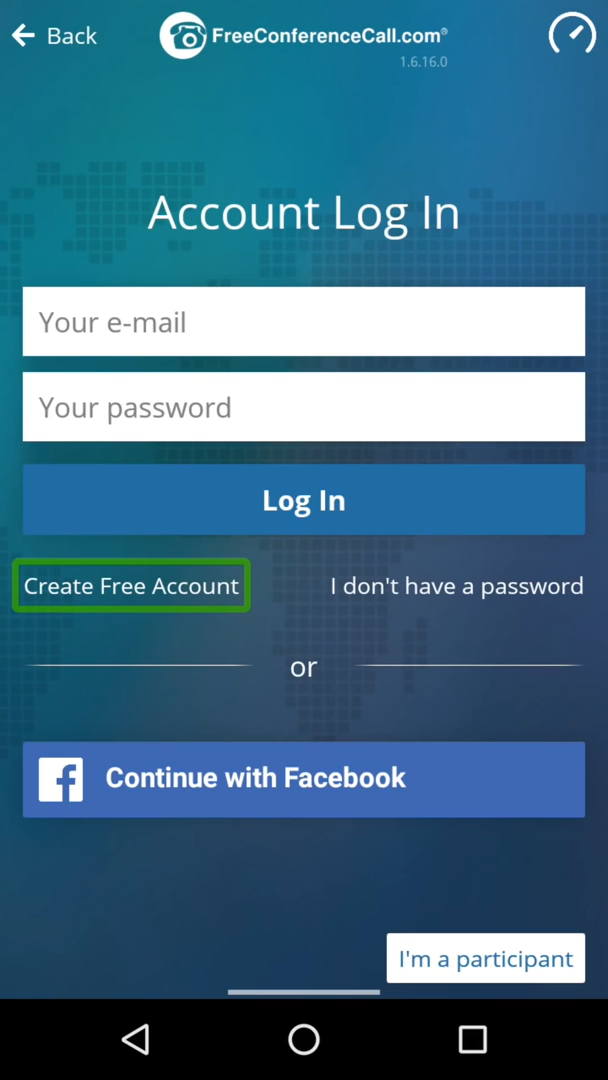 Back
FreeConferenceCall.com®
1.6.16.0
Account Log In
Your e-mail
Your password
Log In
Create Free Account
I don't have a password
or
Continue with Facebook
I'm a participant